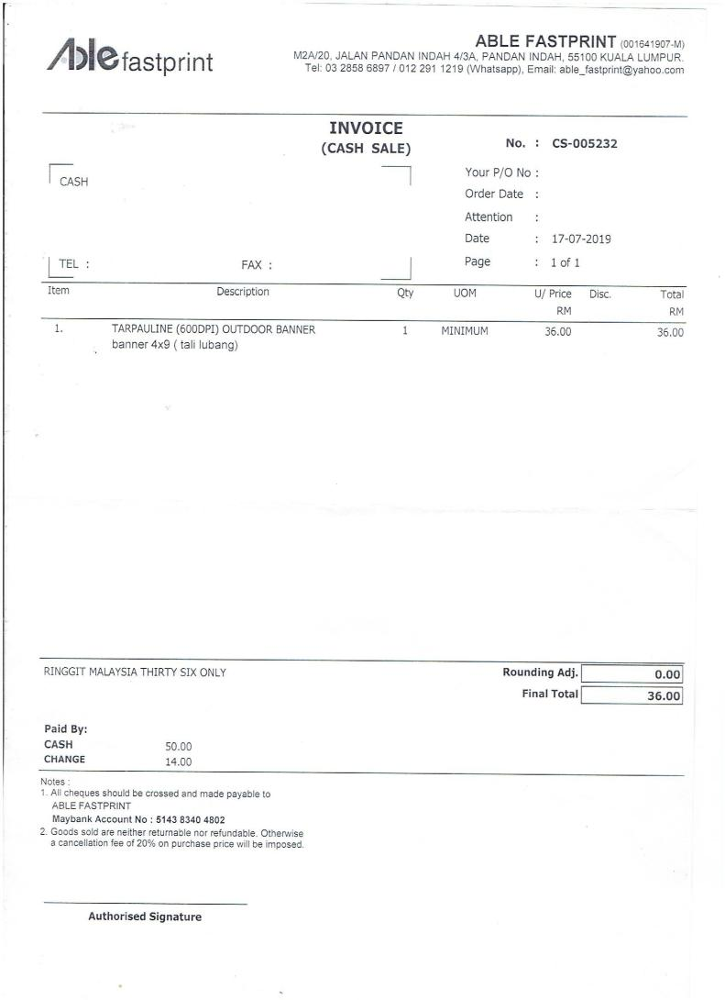 Able fastprint
ABLE FASTPRINT (001641907-M)
M2A/20, JALAN PANDAN INDAH 4/3A, PANDAN INDAH, 55100 KUALA LUMPUR.
Tel: 03 2858 6897 / 012 291 1219 (Whatsapp), Email: able_fastprint@yahoo.com
INVOICE
(CASH SALE)
No. : CS-005232
CASH
Your P/O No :
Order Date :
Attention :
Date : 17-07-2019
TEL : FAX :
Page : 1 of 1
Item Description Qty UOM U/ Price Disc. Total
RM RM
1. TARPAULINE (600DPI) OUTDOOR BANNER 1 MINIMUM 36.00 36.00
banner 4x9 ( tali lubang)
RINGGIT MALAYSIA THIRTY SIX ONLY
Rounding Adj. 0.00
Final Total 36.00
Paid By:
CASH 50.00
CHANGE 14.00
Notes :
1. All cheques should be crossed and made payable to
ABLE FASTPRINT
Maybank Account No : 5143 8340 4802
2. Goods sold are neither returnable nor refundable. Otherwise
a cancellation fee of 20% on purchase price will be imposed.
Authorised Signature